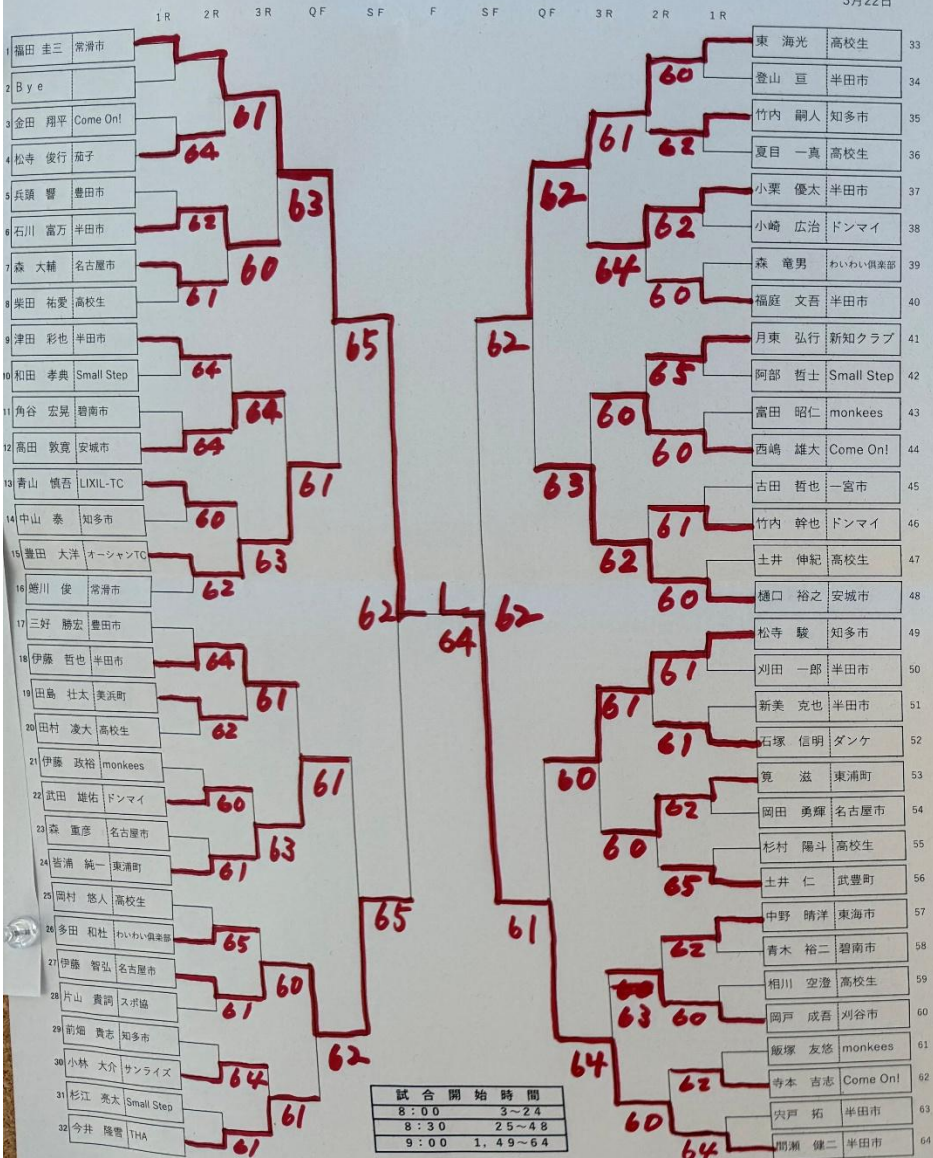 3月22日
1R 2R 3R QF SF F SF QF 3R 2R 1R
1 福田 圭三 常滑市
2 Bye
3 金田 翔平 Come On!
4 松寺 俊行 茄子
5 兵頭 響 豊田市
6 石川 富万 半田市
7 森 大輔 名古屋市
8 柴田 祐愛 高校生
9 津田 彩也 半田市
10 和田 孝典 Small Step
11 角谷 宏晃 碧南市
12 高田 敦寛 安城市
13 青山 慎吾 LIXIL-TC
14 中山 泰 知多市
15 豊田 大洋 オーシャンTC
16 蜷川 俊 常滑市
17 三好 勝宏 豊田市
18 伊藤 哲也 半田市
19 田島 壮太 美浜町
20 田村 凌大 高校生
21 伊藤 政裕 monkees
22 武田 雄佑 ドンマイ
23 森 重彦 名古屋市
24 皆浦 純一 東浦町
25 岡村 悠人 高校生
26 多田 和杜 わいわい倶楽部
27 伊藤 智弘 名古屋市
28 片山 貴詞 スポ協
29 前畑 貴志 知多市
30 小林 大介 サンライズ
31 杉江 亮太 Small Step
32 今井 隆雪 THA
64
62
61
64
64
60
62
64
62
60
61
65
61
64
61
61
60
64
63
61
63
60
61
63
61
61
62
65
65
62
64
62
62
61
62
63
60
64
61
64
60
62
60
61
60
63
60
60
62
62
60
65
60
61
60
61
61
62
65
62
60
62
64
東 海光 高校生 33
登山 亘 半田市 34
竹内 嗣人 知多市 35
夏目 一真 高校生 36
小栗 優太 半田市 37
小崎 広治 ドンマイ 38
森 竜男 わいわい倶楽部 39
福庭 文吾 半田市 40
月東 弘行 新知クラブ 41
阿部 哲士 Small Step 42
富田 昭仁 monkees 43
西嶋 雄大 Come On! 44
古田 哲也 一宮市 45
竹内 幹也 ドンマイ 46
土井 伸紀 高校生 47
樋口 裕之 安城市 48
松寺 駿 知多市 49
刈田 一郎 半田市 50
新美 克也 半田市 51
石塚 信明 ダンケ 52
筧 滋 東浦町 53
岡田 勇輝 名古屋市 54
杉村 陽斗 高校生 55
土井 仁 武豊町 56
中野 晴洋 東海市 57
青木 裕二 碧南市 58
相川 空澄 高校生 59
岡戸 成吾 刈谷市 60
飯塚 友悠 monkees 61
寺本 吉志 Come On! 62
宍戸 拓 半田市 63
間瀬 健二 半田市 64
試合開始時間
8:00 3~24
8:30 25~48
9:00 1, 49~64